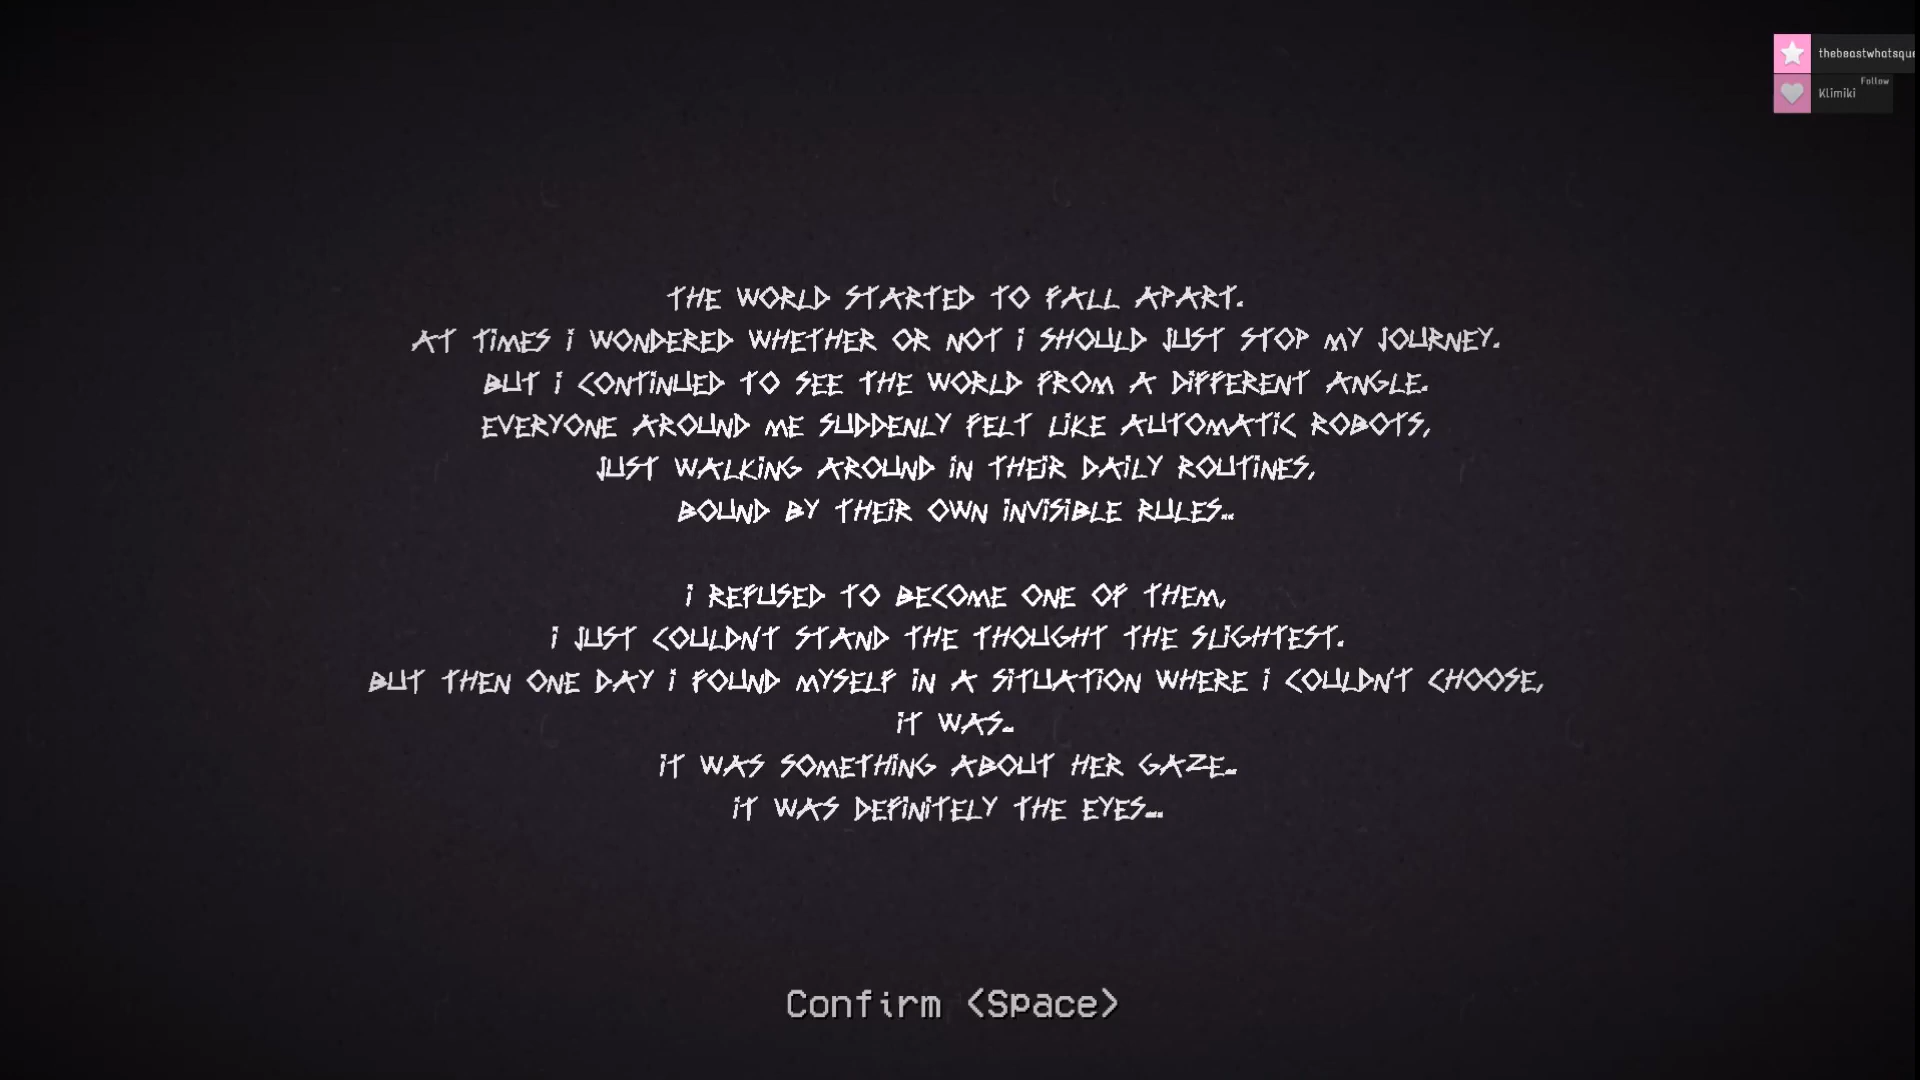 thebeastwhatsque
Follow
Klimiki
THE WORLD STARTED TO FALL APART.
AT TIMES I WONDERED WHETHER OR NOT I SHOULD JUST STOP MY JOURNEY.
BUT I CONTINUED TO SEE THE WORLD FROM A DIFFERENT ANGLE.
EVERYONE AROUND ME SUDDENLY FELT LIKE AUTOMATIC ROBOTS,
JUST WALKING AROUND IN THEIR DAILY ROUTINES,
BOUND BY THEIR OWN INVISIBLE RULES...
I REFUSED TO BECOME ONE OF THEM,
I JUST COULDN'T STAND THE THOUGHT THE SLIGHTEST.
BUT THEN ONE DAY I FOUND MYSELF IN A SITUATION WHERE I COULDN'T CHOOSE,
IT WAS..
IT WAS SOMETHING ABOUT HER GAZE..
IT WAS DEFINITELY THE EYES....
Confirm <Space>